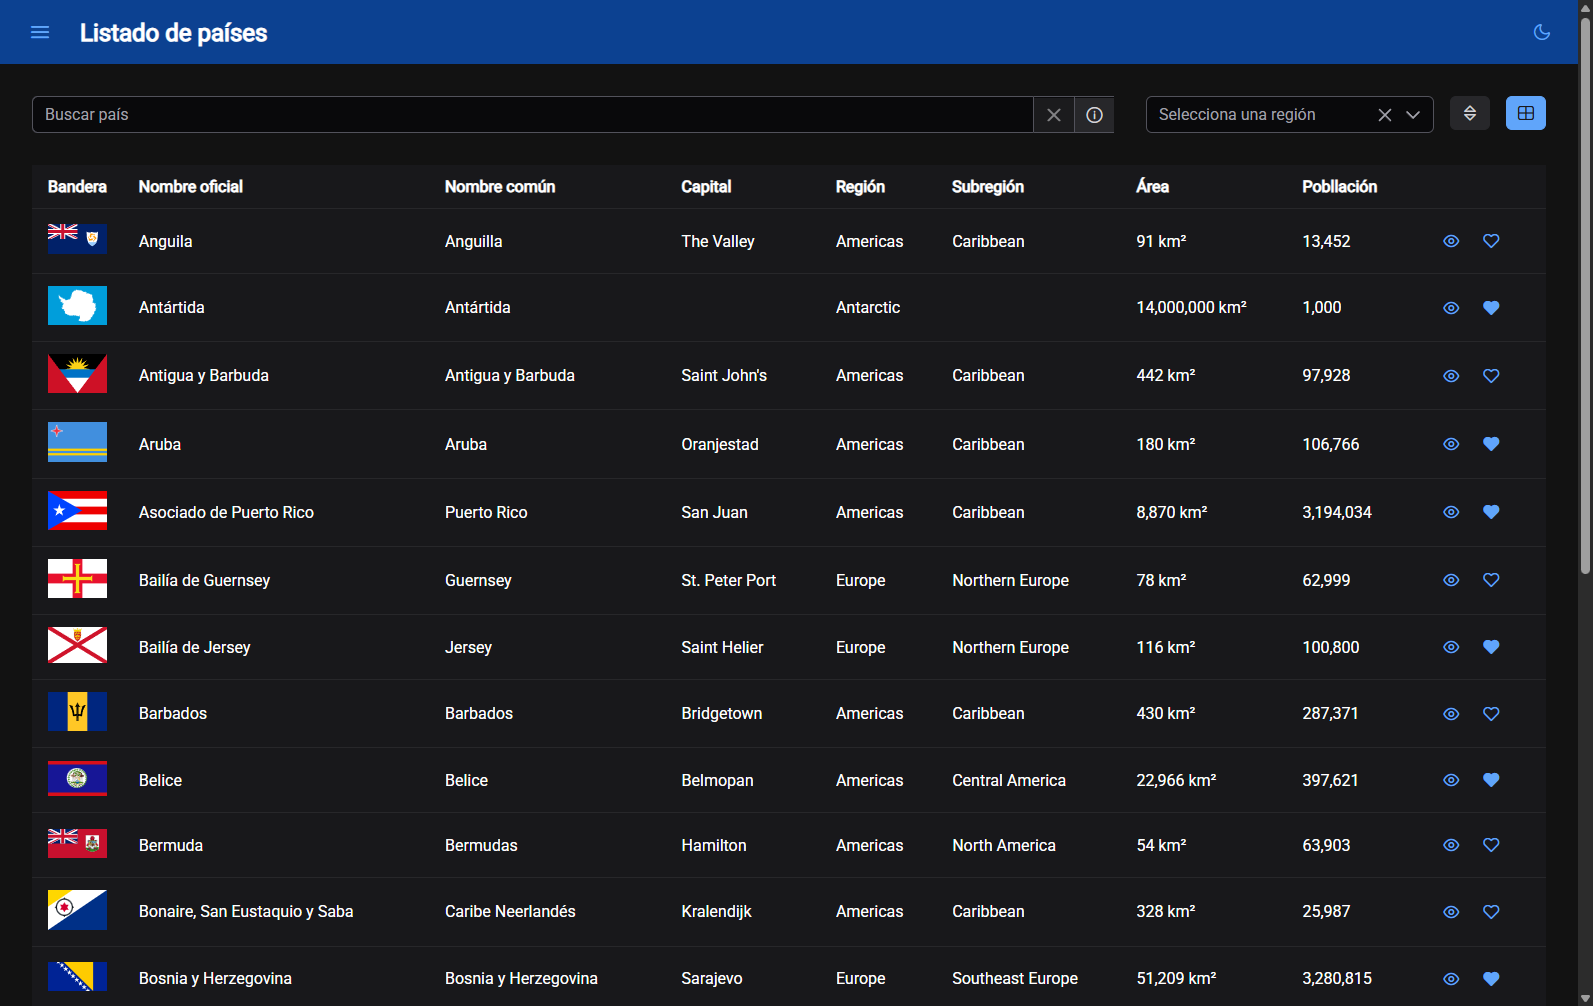 Listado de países
Buscar país
Selecciona una región
Bandera Nombre oficial Nombre común Capital Región Subregión Área Pobllación
Anguila Anguilla The Valley Americas Caribbean 91 km² 13,452
Antártida Antártida Antarctic 14,000,000 km² 1,000
Antigua y Barbuda Antigua y Barbuda Saint John's Americas Caribbean 442 km² 97,928
Aruba Aruba Oranjestad Americas Caribbean 180 km² 106,766
Asociado de Puerto Rico Puerto Rico San Juan Americas Caribbean 8,870 km² 3,194,034
Bailía de Guernsey Guernsey St. Peter Port Europe Northern Europe 78 km² 62,999
Bailía de Jersey Jersey Saint Helier Europe Northern Europe 116 km² 100,800
Barbados Barbados Bridgetown Americas Caribbean 430 km² 287,371
Belice Belice Belmopan Americas Central America 22,966 km² 397,621
Bermuda Bermudas Hamilton Americas North America 54 km² 63,903
Bonaire, San Eustaquio y Saba Caribe Neerlandés Kralendijk Americas Caribbean 328 km² 25,987
Bosnia y Herzegovina Bosnia y Herzegovina Sarajevo Europe Southeast Europe 51,209 km² 3,280,815